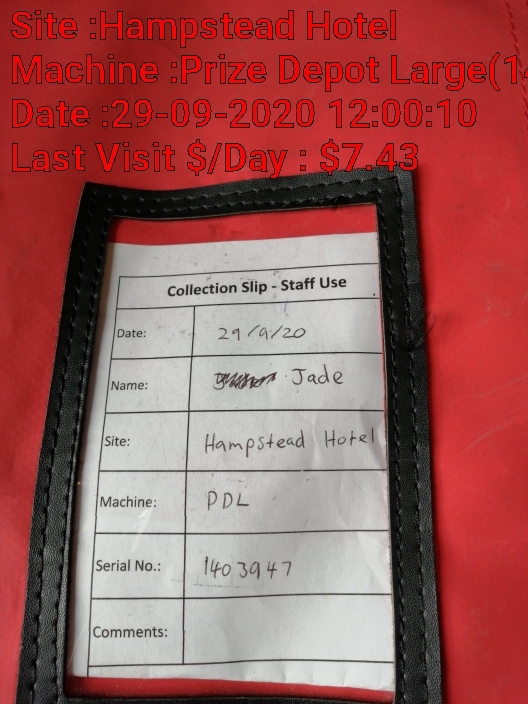 Site :Hampstead Hotel
Machine :Prize Depot Large(1
Date :29-09-2020 12:00:10
Last Visit $/Day : $7.43
Collection Slip - Staff Use
Date: 29/9/20
Name: Jade
Site: Hampstead Hotel
Machine: PDL
Serial No.: 1403947
Comments: